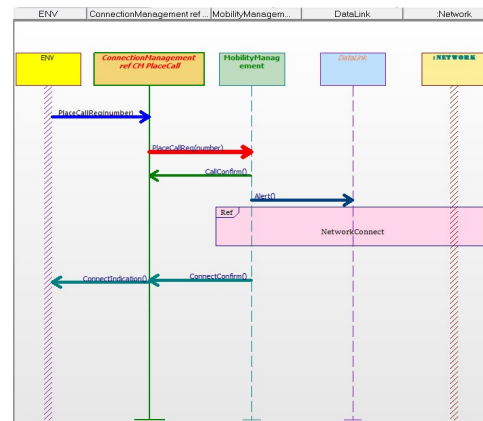 ENV ConnectionManagement ref ... MobilityManagem... DataLink :Network
ENV
ConnectionManagement
ref CM PlaceCall
MobilityManag
ement
DataLink
:NETWORK
PlaceCallReq(number)
PlaceCallReq(number)
CallConfirm()
Alert()
Ref
NetworkConnect
ConnectIndication()
ConnectConfirm()